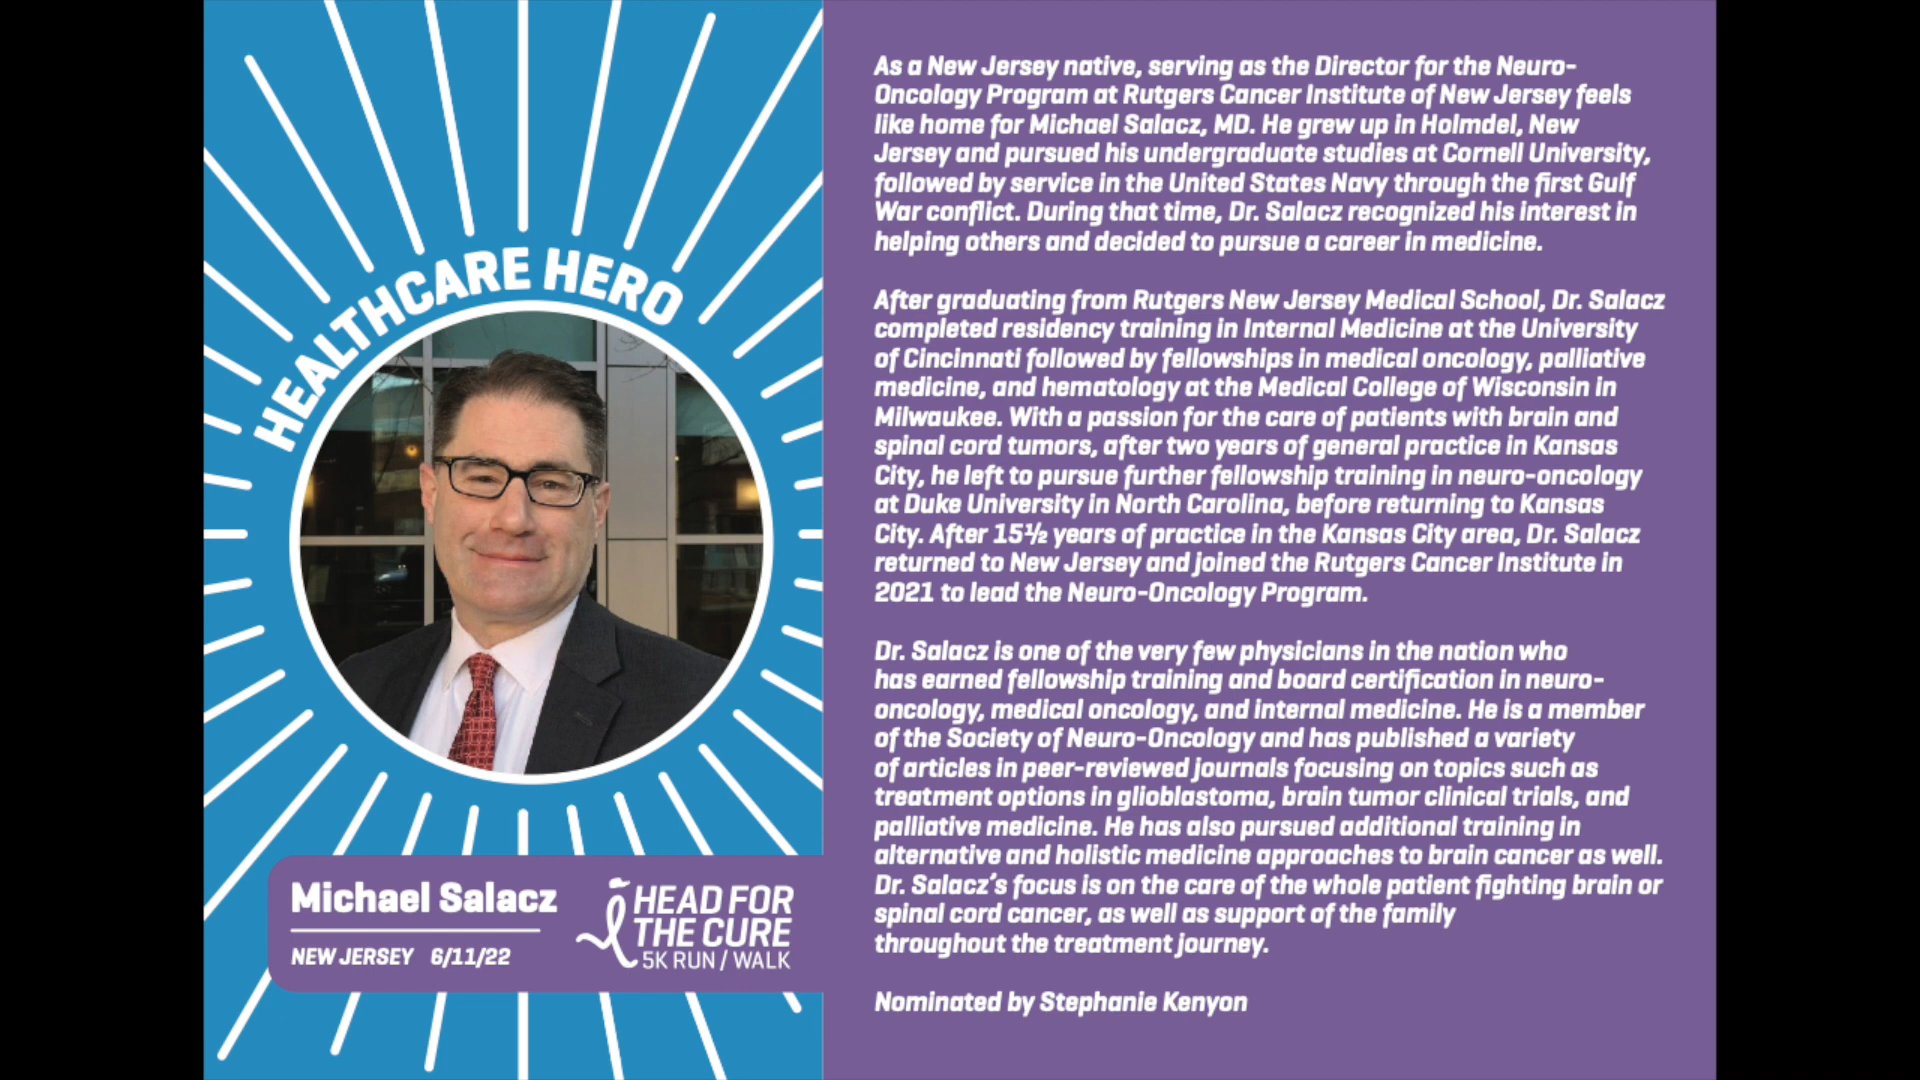 HEALTHCARE HERO
Michael Salacz
NEW JERSEY 6/11/22
HEAD FOR
THE CURE
5K RUN / WALK
As a New Jersey native, serving as the Director for the Neuro-
Oncology Program at Rutgers Cancer Institute of New Jersey feels
like home for Michael Salacz, MD. He grew up in Holmdel, New
Jersey and pursued his undergraduate studies at Cornell University,
followed by service in the United States Navy through the first Gulf
War conflict. During that time, Dr. Salacz recognized his interest in
helping others and decided to pursue a career in medicine.
After graduating from Rutgers New Jersey Medical School, Dr. Salacz
completed residency training in Internal Medicine at the University
of Cincinnati followed by fellowships in medical oncology, palliative
medicine, and hematology at the Medical College of Wisconsin in
Milwaukee. With a passion for the care of patients with brain and
spinal cord tumors, after two years of general practice in Kansas
City, he left to pursue further fellowship training in neuro-oncology
at Duke University in North Carolina, before returning to Kansas
City. After 15½ years of practice in the Kansas City area, Dr. Salacz
returned to New Jersey and joined the Rutgers Cancer Institute in
2021 to lead the Neuro-Oncology Program.
Dr. Salacz is one of the very few physicians in the nation who
has earned fellowship training and board certification in neuro-
oncology, medical oncology, and internal medicine. He is a member
of the Society of Neuro-Oncology and has published a variety
of articles in peer-reviewed journals focusing on topics such as
treatment options in glioblastoma, brain tumor clinical trials, and
palliative medicine. He has also pursued additional training in
alternative and holistic medicine approaches to brain cancer as well.
Dr. Salacz's focus is on the care of the whole patient fighting brain or
spinal cord cancer, as well as support of the family
throughout the treatment journey.
Nominated by Stephanie Kenyon